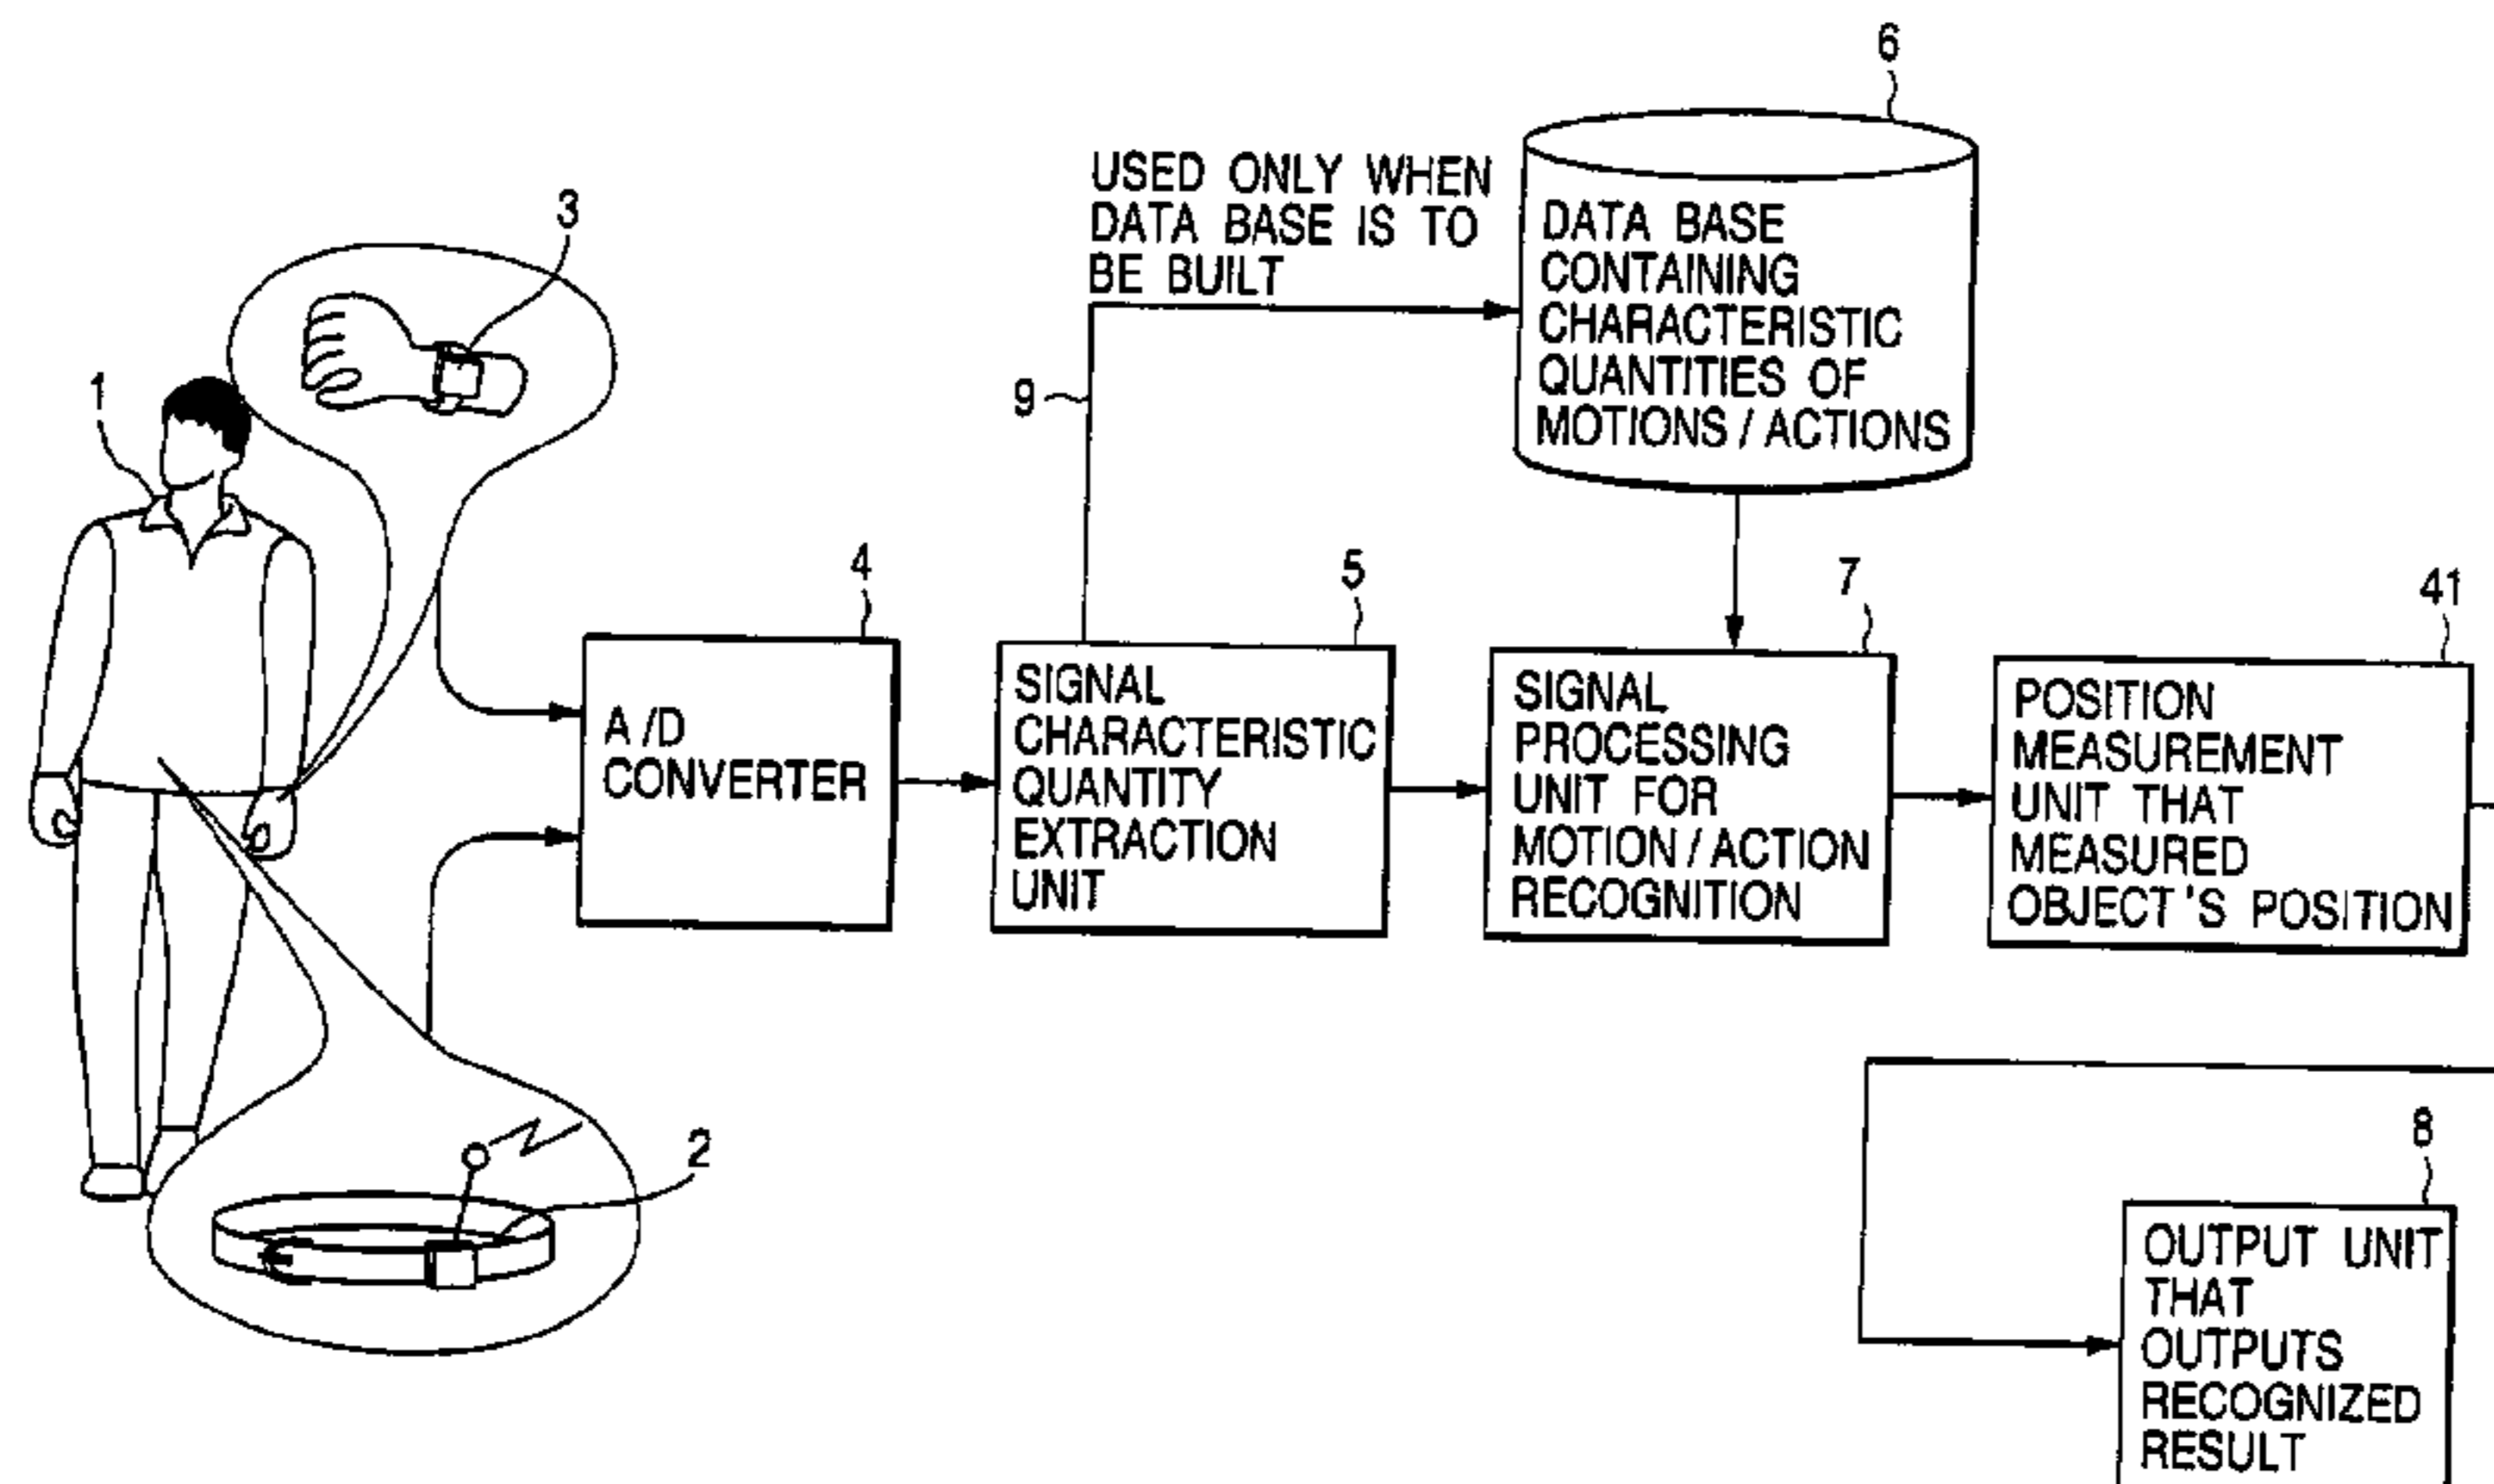 6
USED ONLY WHEN
DATA BASE IS TO
BE BUILT
DATA BASE
CONTAINING
CHARACTERISTIC
QUANTITIES OF
MOTIONS / ACTIONS
3
1
9
4
5
7
41
A /D
CONVERTER
SIGNAL
CHARACTERISTIC
QUANTITY
EXTRACTION
UNIT
SIGNAL
PROCESSING
UNIT FOR
MOTION / ACTION
RECOGNITION
POSITION
MEASUREMENT
UNIT THAT
MEASURED
OBJECT'S POSITION
2
8
OUTPUT UNIT
THAT
OUTPUTS
RECOGNIZED
RESULT